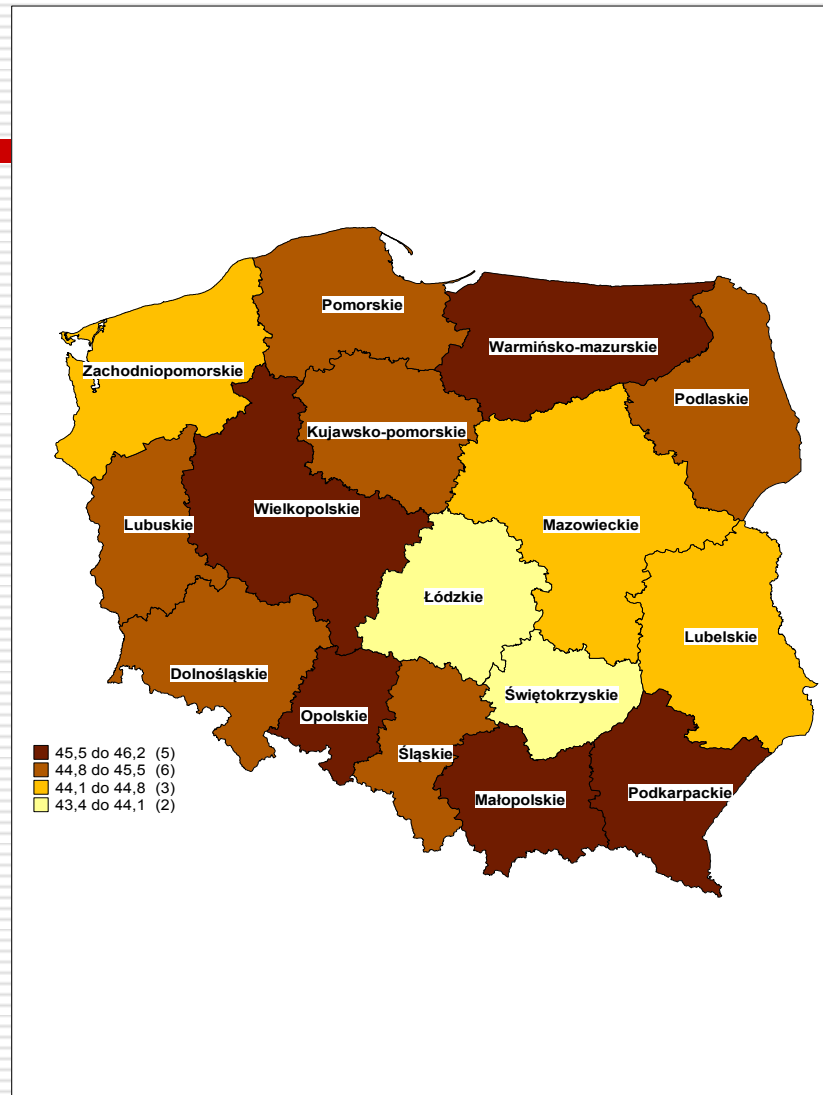 Pomorskie
Warmińsko-mazurskie
Zachodniopomorskie
Podlaskie
Kujawsko-pomorskie
Wielkopolskie
Lubuskie
Mazowieckie
Łódzkie
Lubelskie
Dolnośląskie
Świętokrzyskie
Opolskie
Śląskie
Podkarpackie
Małopolskie
45,5 do 46,2 (5)
44,8 do 45,5 (6)
44,1 do 44,8 (3)
43,4 do 44,1 (2)